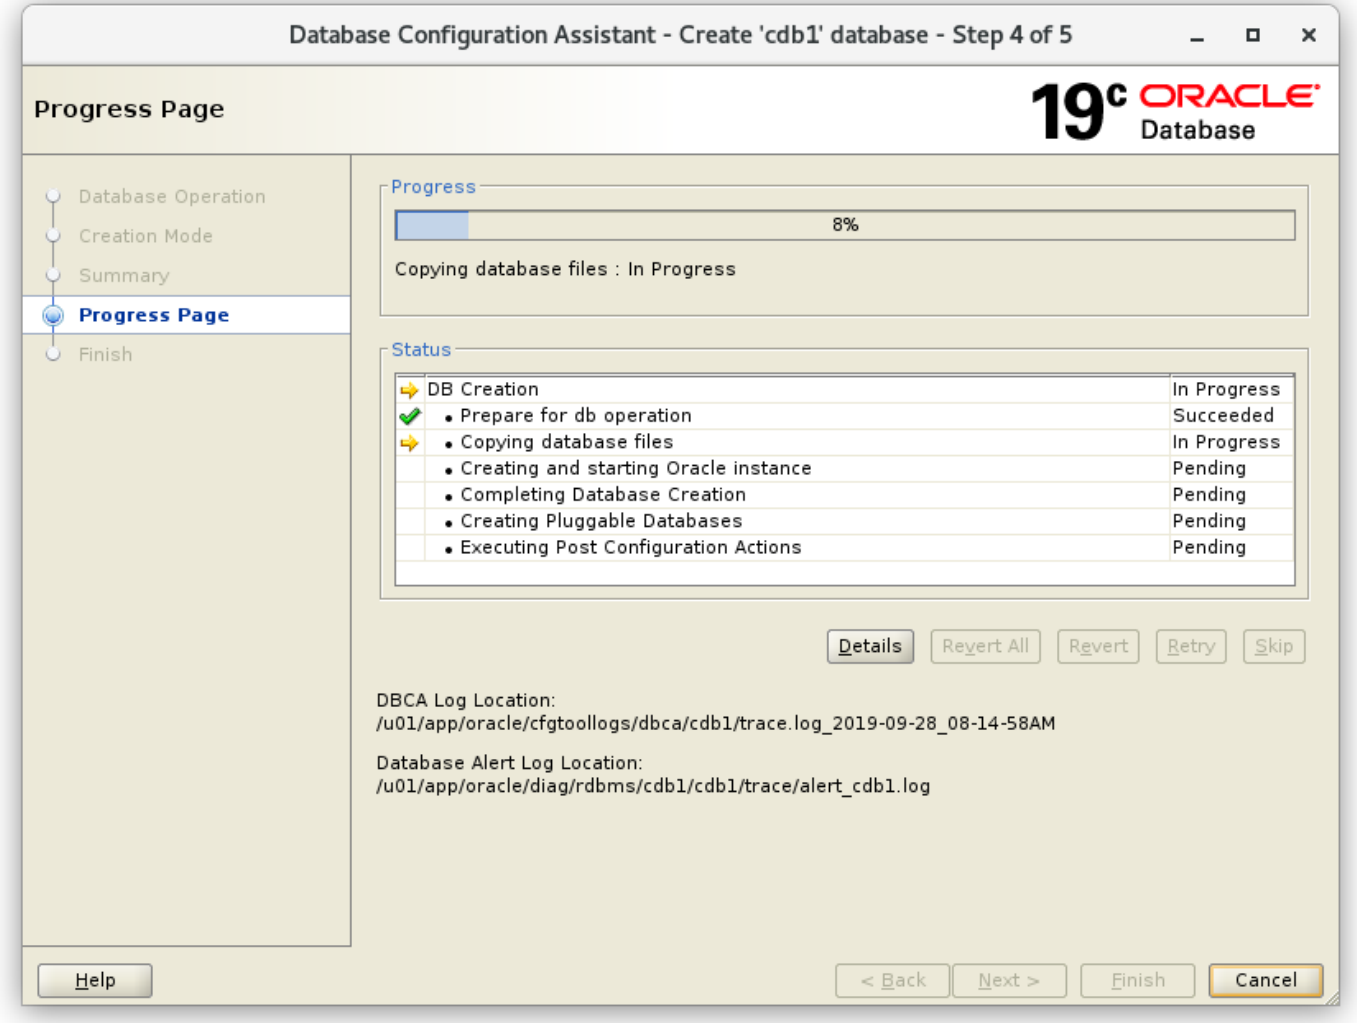 Database Configuration Assistant - Create 'cdb1' database - Step 4 of 5
Progress Page
19c ORACLE
Database
Database Operation
Creation Mode
Summary
Progress Page
Finish
Progress
8%
Copying database files : In Progress
Status
DB Creation In Progress
• Prepare for db operation Succeeded
• Copying database files In Progress
• Creating and starting Oracle instance Pending
• Completing Database Creation Pending
• Creating Pluggable Databases Pending
• Executing Post Configuration Actions Pending
Details Revert All Revert Retry Skip
DBCA Log Location:
/u01/app/oracle/cfgtoollogs/dbca/cdb1/trace.log_2019-09-28_08-14-58AM
Database Alert Log Location:
/u01/app/oracle/diag/rdbms/cdb1/cdb1/trace/alert_cdb1.log
Help < Back Next > Finish Cancel